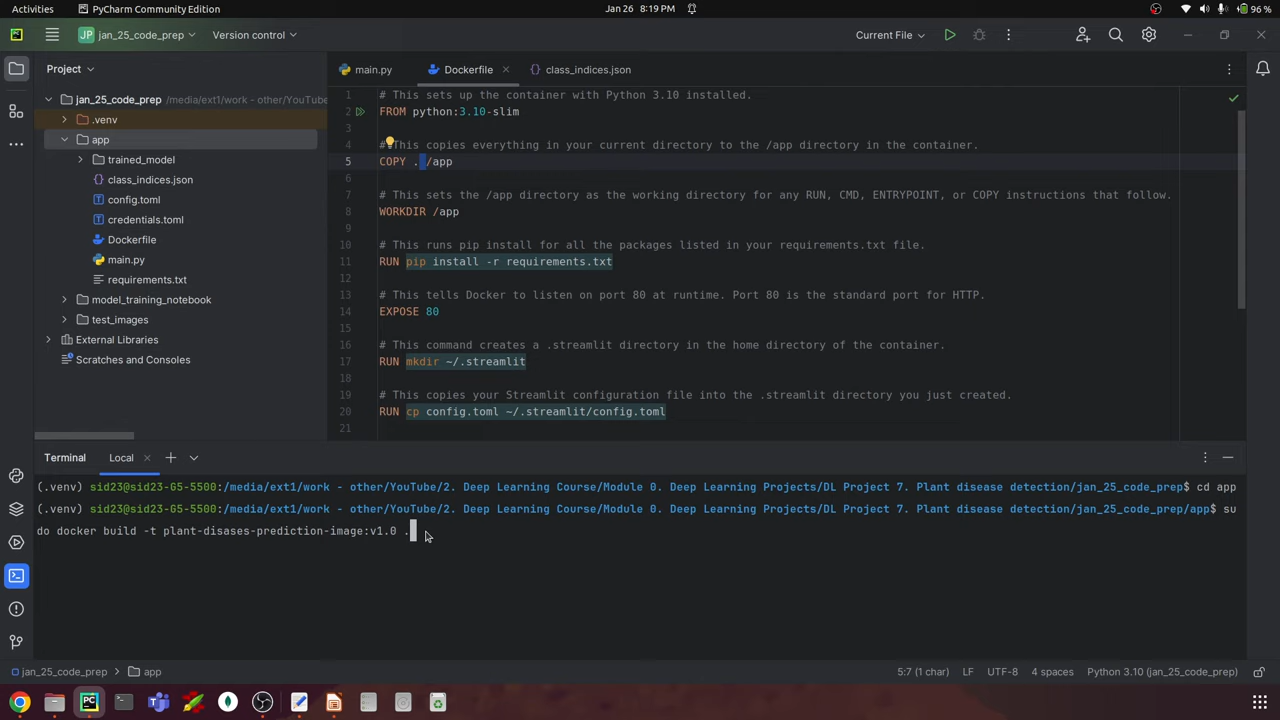 Activities
PyCharm Community Edition
Jan 26 8:19 PM
96 %
JP
jan_25_code_prep
Version control
Current File
Project
main.py
Dockerfile
class_indices.json
jan_25_code_prep /media/ext1/work - other/YouTube
.venv
app
trained_model
class_indices.json
config.toml
credentials.toml
Dockerfile
main.py
requirements.txt
model_training_notebook
test_images
External Libraries
Scratches and Consoles
1 # This sets up the container with Python 3.10 installed.
2 FROM python:3.10-slim
3
4 # This copies everything in your current directory to the /app directory in the container.
5 COPY . /app
6
7 # This sets the /app directory as the working directory for any RUN, CMD, ENTRYPOINT, or COPY instructions that follow.
8 WORKDIR /app
9
10 # This runs pip install for all the packages listed in your requirements.txt file.
11 RUN pip install -r requirements.txt
12
13 # This tells Docker to listen on port 80 at runtime. Port 80 is the standard port for HTTP.
14 EXPOSE 80
15
16 # This command creates a .streamlit directory in the home directory of the container.
17 RUN mkdir ~/.streamlit
18
19 # This copies your Streamlit configuration file into the .streamlit directory you just created.
20 RUN cp config.toml ~/.streamlit/config.toml
21
Terminal
Local
(.venv) sid23@sid23-G5-5500:/media/ext1/work - other/YouTube/2. Deep Learning Course/Module 0. Deep Learning Projects/DL Project 7. Plant disease detection/jan_25_code_prep$ cd app
(.venv) sid23@sid23-G5-5500:/media/ext1/work - other/YouTube/2. Deep Learning Course/Module 0. Deep Learning Projects/DL Project 7. Plant disease detection/jan_25_code_prep/app$ su
do docker build -t plant-disases-prediction-image:v1.0 .
jan_25_code_prep
app
5:7 (1 char)
LF
UTF-8
4 spaces
Python 3.10 (jan_25_code_prep)
PC